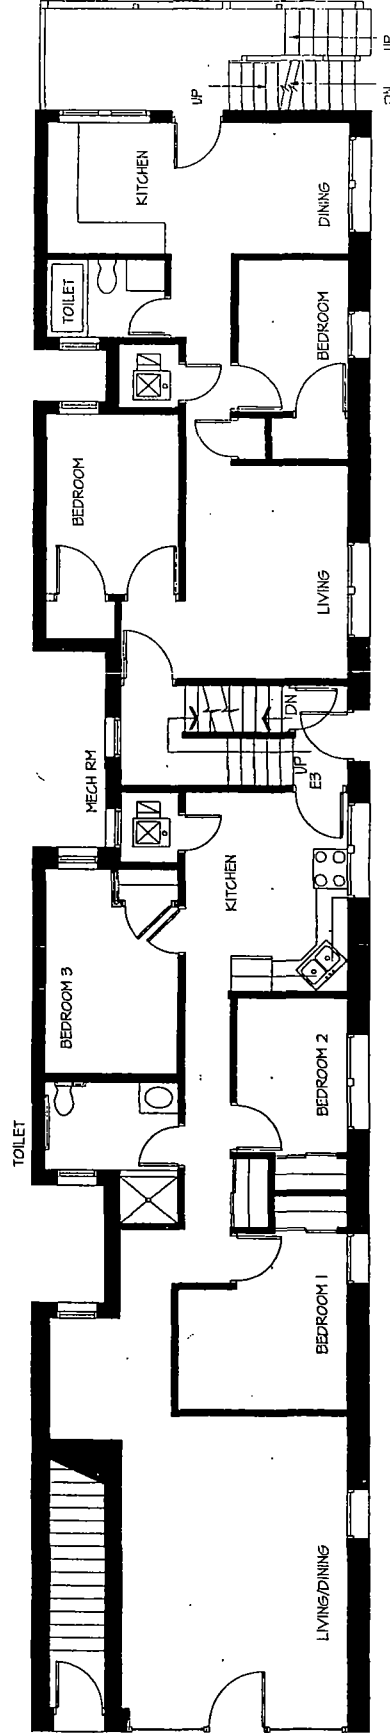 UP
UP
DN
KITCHEN
DINING
TOILET
BEDROOM
BEDROOM
LIVING
DN
MECH RM
UP
E3
KITCHEN
BEDROOM 3
BEDROOM 2
TOILET
BEDROOM 1
LIVING/DINING